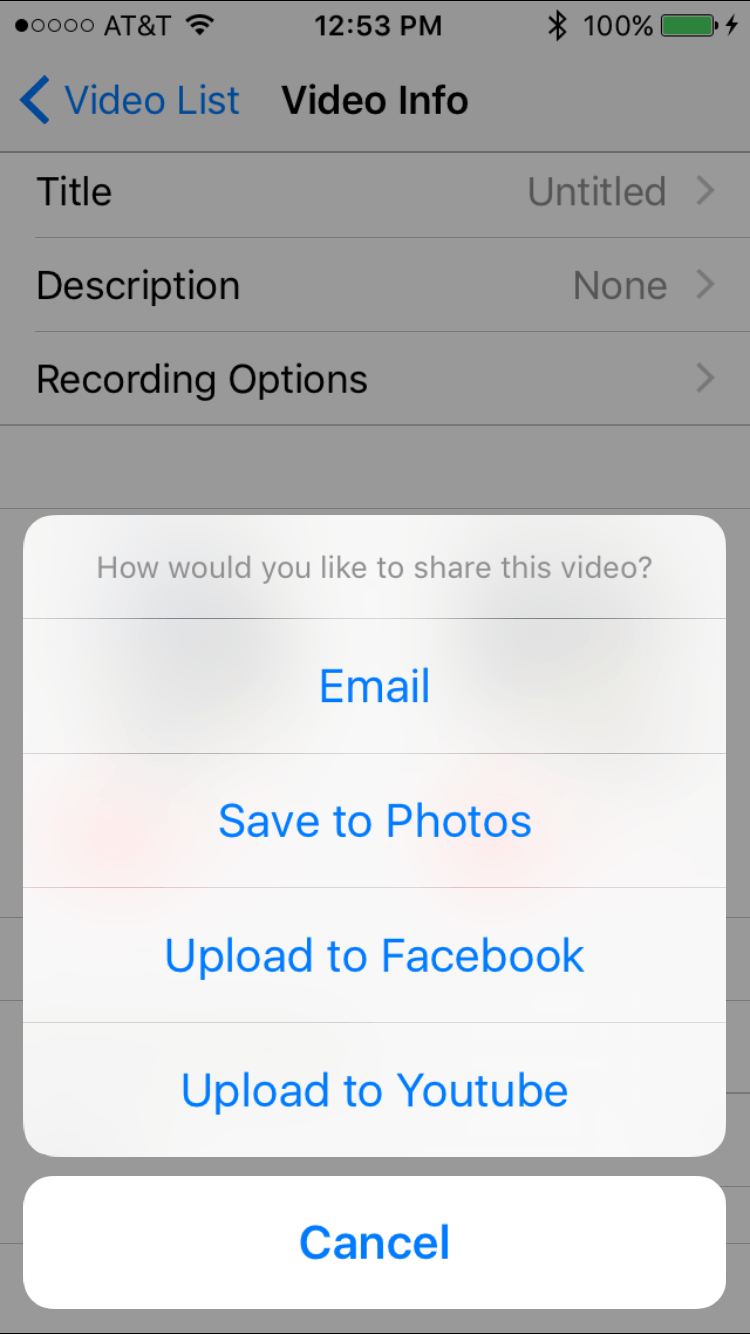 AT&T 12:53 PM 100%
Video List Video Info
Title Untitled
Description None
Recording Options
How would you like to share this video?
Email
Save to Photos
Upload to Facebook
Upload to Youtube
Cancel